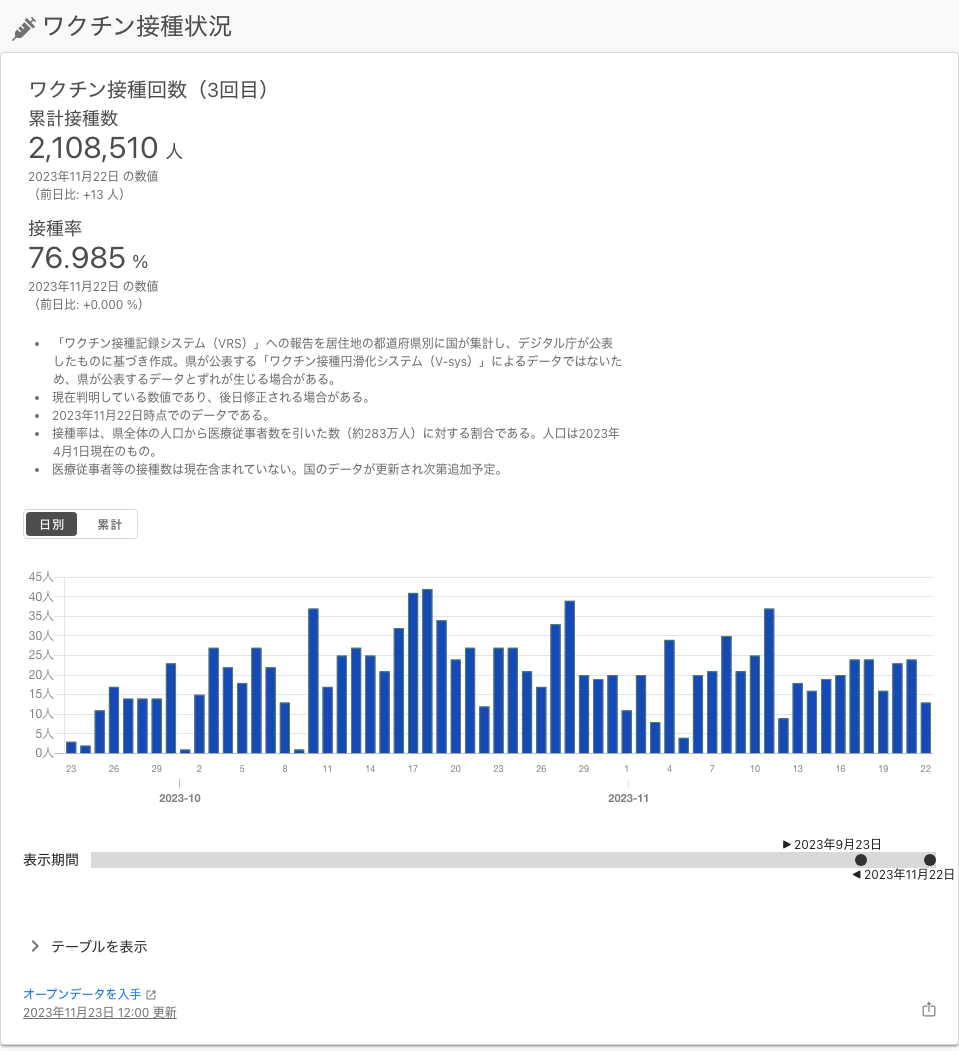 ワクチン接種状況
ワクチン接種回数（3回目）
累計接種数
2,108,510 人
2023年11月22日 の数値
（前日比: +13 人）
接種率
76.985 %
2023年11月22日 の数値
（前日比: +0.000 %）
• 「ワクチン接種記録システム（VRS）」への報告を居住地の都道府県別に国が集計し、デジタル庁が公表
したものに基づき作成。県が公表する「ワクチン接種円滑化システム（V-sys）」によるデータではないた
め、県が公表するデータとずれが生じる場合がある。
• 現在判明している数値であり、後日修正される場合がある。
• 2023年11月22日時点でのデータである。
• 接種率は、県全体の人口から医療従事者数を引いた数（約283万人）に対する割合である。人口は2023年
4月1日現在のもの。
• 医療従事者等の接種数は現在含まれていない。国のデータが更新され次第追加予定。
日別 累計
45人
40人
35人
30人
25人
20人
15人
10人
5人
0人
23 26 29 2 5 8 11 14 17 20 23 26 29 1 4 7 10 13 16 19 22
2023-10 2023-11
▶ 2023年9月23日
表示期間
◀ 2023年11月22日
テーブルを表示
オープンデータを入手
2023年11月23日 12:00 更新